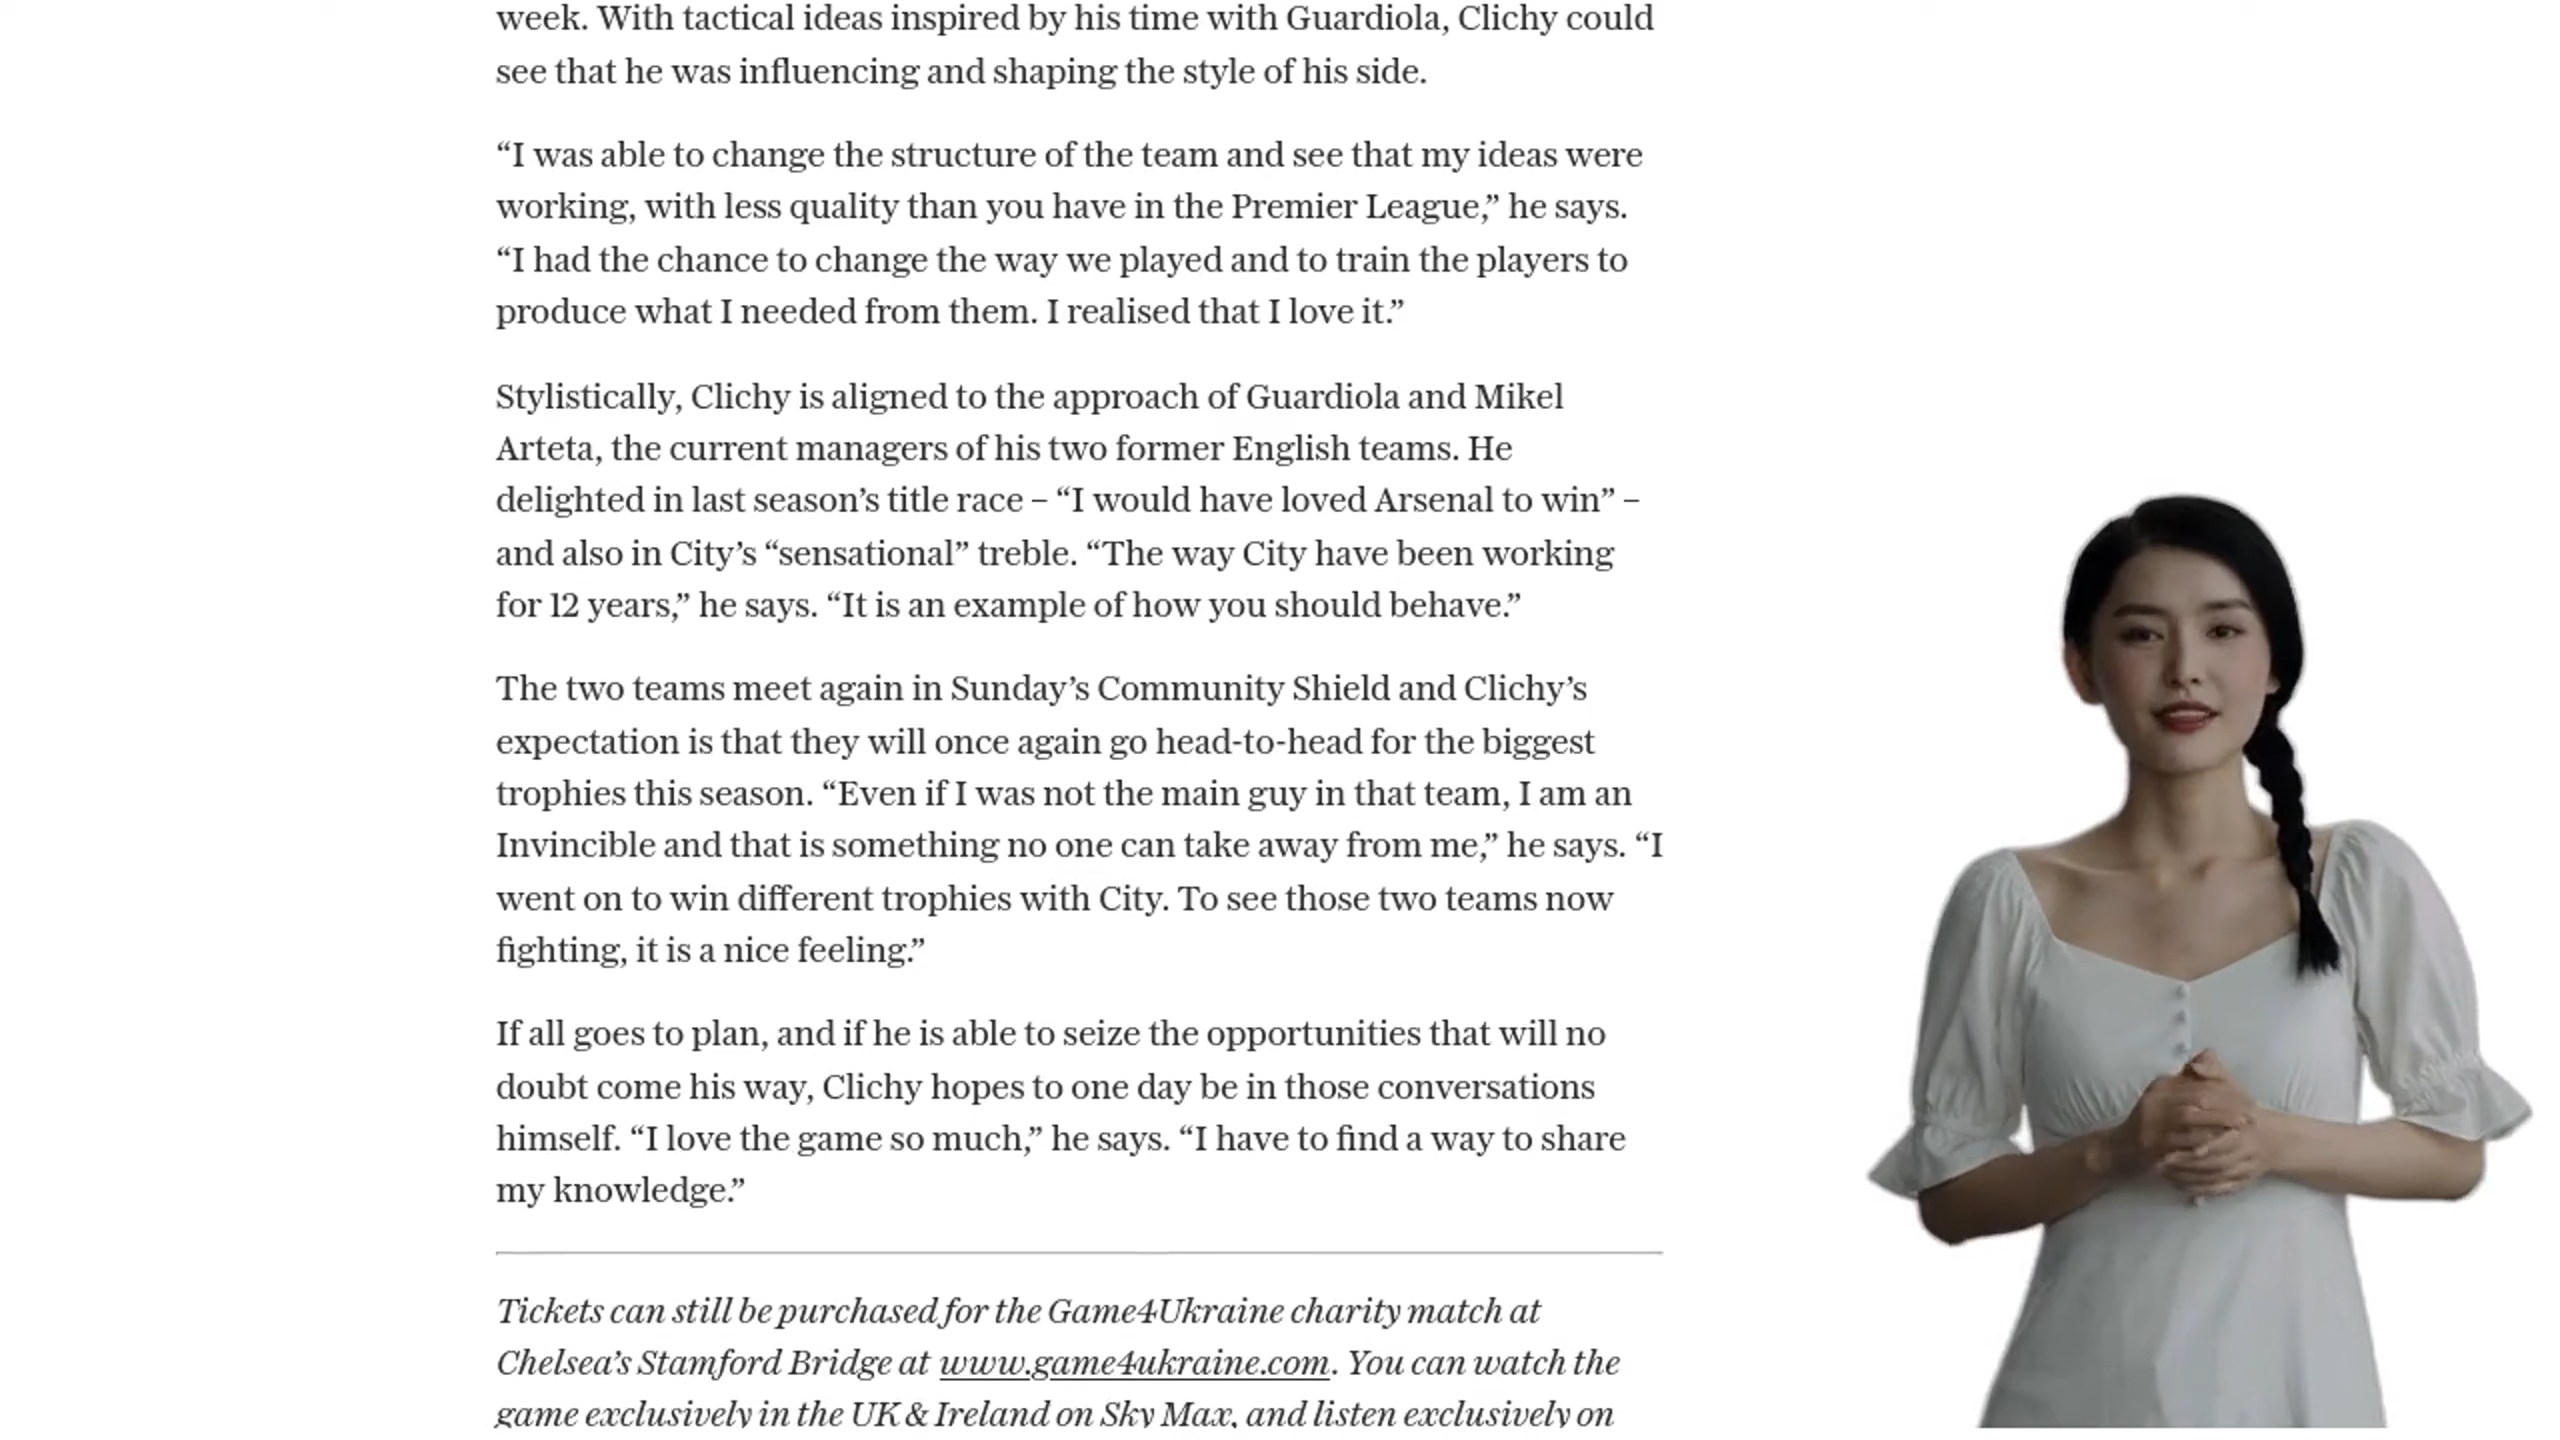 week. With tactical ideas inspired by his time with Guardiola, Clichy could
see that he was influencing and shaping the style of his side.
“I was able to change the structure of the team and see that my ideas were
working, with less quality than you have in the Premier League,” he says.
“I had the chance to change the way we played and to train the players to
produce what I needed from them. I realised that I love it.”
Stylistically, Clichy is aligned to the approach of Guardiola and Mikel
Arteta, the current managers of his two former English teams. He
delighted in last season’s title race – “I would have loved Arsenal to win” –
and also in City’s “sensational” treble. “The way City have been working
for 12 years,” he says. “It is an example of how you should behave.”
The two teams meet again in Sunday’s Community Shield and Clichy’s
expectation is that they will once again go head-to-head for the biggest
trophies this season. “Even if I was not the main guy in that team, I am an
Invincible and that is something no one can take away from me,” he says. “I
went on to win different trophies with City. To see those two teams now
fighting, it is a nice feeling.”
If all goes to plan, and if he is able to seize the opportunities that will no
doubt come his way, Clichy hopes to one day be in those conversations
himself. “I love the game so much,” he says. “I have to find a way to share
my knowledge.”
Tickets can still be purchased for the Game4Ukraine charity match at
Chelsea’s Stamford Bridge at www.game4ukraine.com. You can watch the
game exclusively in the UK & Ireland on Sky Max, and listen exclusively on